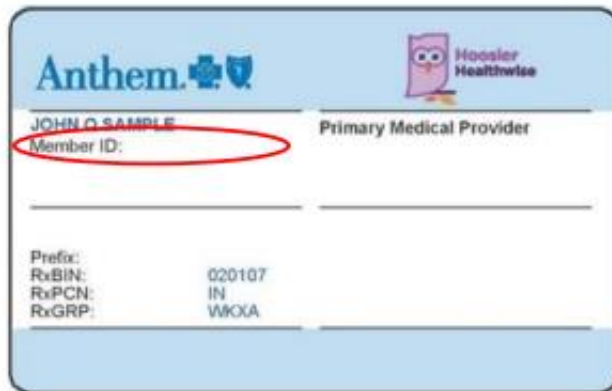 Anthem.
Hoosier
Healthwise
JOHN Q SAMPLE
Member ID:
Primary Medical Provider
Prefix:
RxBIN: 020107
RxPCN: IN
RxGRP: WKXA